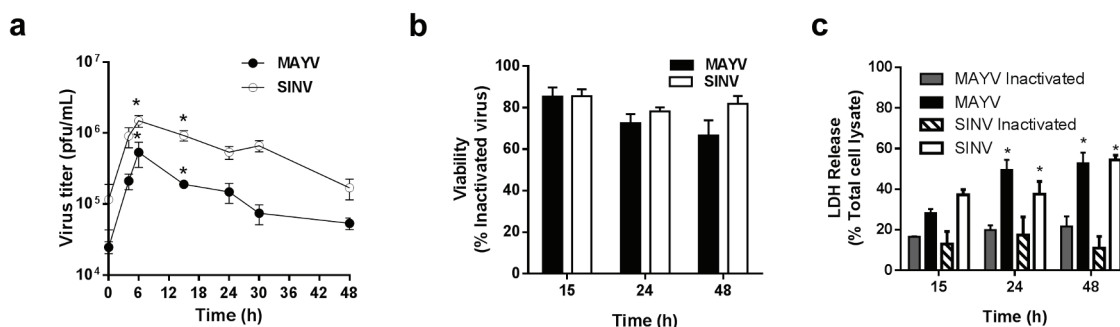 a
Virus titer (pfu/mL)
10⁷
10⁶
10⁵
10⁴
MAYV
SINV
*
*
*
*
0 6 12 18 24 30 36 42 48
Time (h)
b
Viability
(% Inactivated virus)
100
80
60
40
20
0
MAYV
SINV
15 24 48
Time (h)
c
LDH Release
(% Total cell lysate)
100
80
60
40
20
0
MAYV Inactivated
MAYV
SINV Inactivated
SINV
*
*
*
*
15 24 48
Time (h)